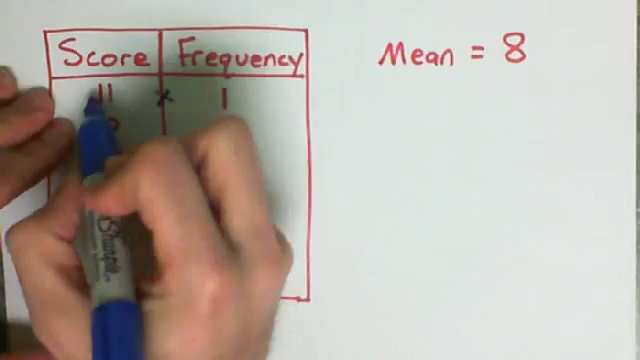 Score Frequency Mean = 8
11 × 1
Sharpie